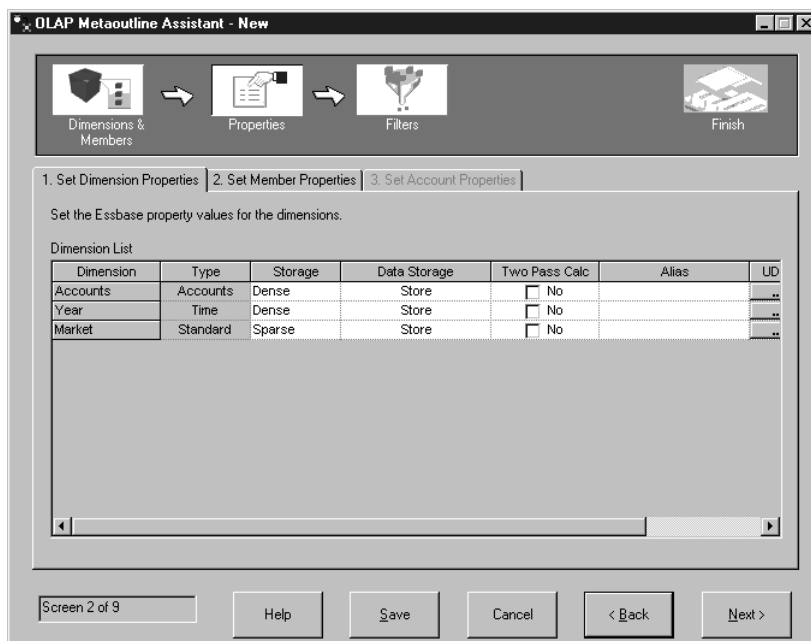 OLAP Metaoutline Assistant - New
Dimensions & Members
Properties
Filters
Finish
1. Set Dimension Properties 2. Set Member Properties 3. Set Account Properties
Set the Essbase property values for the dimensions.
Dimension List
Dimension Type Storage Data Storage Two Pass Calc Alias UD
Accounts Accounts Dense Store No ..
Year Time Dense Store No ..
Market Standard Sparse Store No ..
Screen 2 of 9 Help Save Cancel < Back Next >